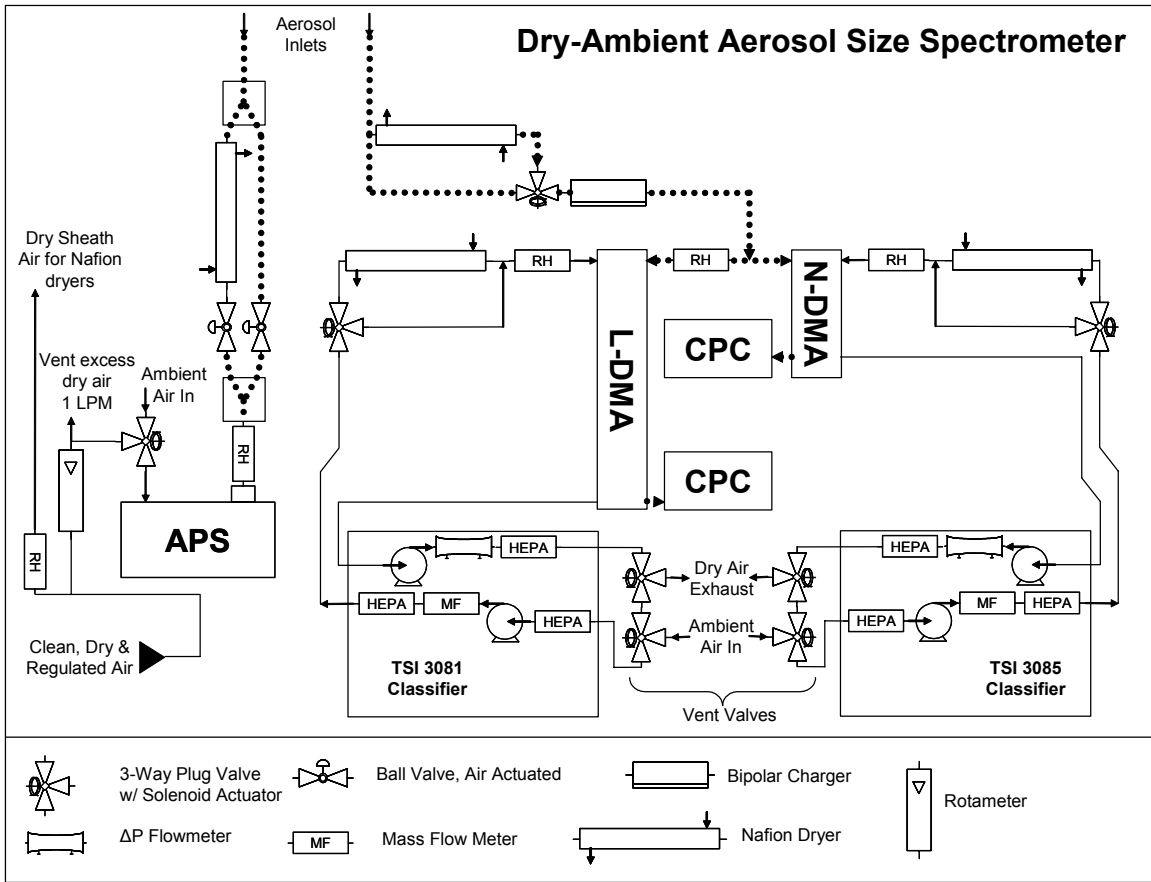 Aerosol
Inlets
Dry-Ambient Aerosol Size Spectrometer
Dry Sheath
Air for Nafion
dryers
Vent excess
dry air
1 LPM
Ambient
Air In
RH
RH
APS
Clean, Dry &
Regulated Air
RH
RH
RH
L-DMA
N-DMA
CPC
CPC
HEPA
HEPA
MF
HEPA
TSI 3081
Classifier
Dry Air
Exhaust
Ambient
Air In
Vent Valves
HEPA
HEPA
MF
HEPA
TSI 3085
Classifier
3-Way Plug Valve
w/ Solenoid Actuator
Ball Valve, Air Actuated
Bipolar Charger
Rotameter
ΔP Flowmeter
MF
Mass Flow Meter
Nafion Dryer